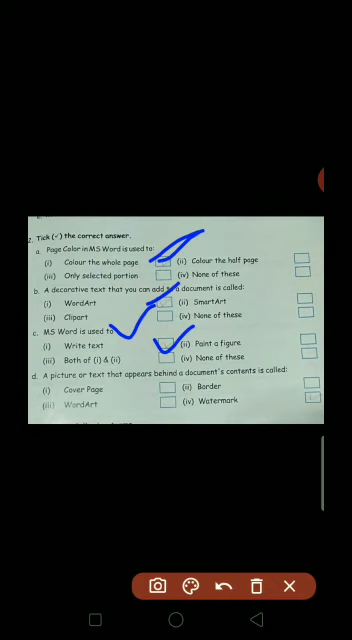 2. Tick (✓) the correct answer.
a. Page Color in MS Word is used to:
(i) Colour the whole page (ii) Colour the half page
(iii) Only selected portion (iv) None of these
b. A decorative text that you can add to a document is called:
(i) WordArt (ii) SmartArt
(iii) Clipart (iv) None of these
c. MS Word is used to
(i) Write text (ii) Paint a figure
(iii) Both of (i) & (ii) (iv) None of these
d. A picture or text that appears behind a document's contents is called:
(i) Cover Page (ii) Border
(iii) WordArt (iv) Watermark